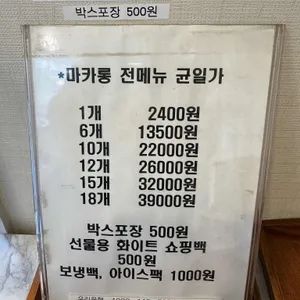 박스포장 500원
*마카롱 전메뉴 균일가
1개 2400원
6개 13500원
10개 22000원
12개 26000원
15개 32000원
18개 39000원
박스포장 500원
선물용 화이트 쇼핑백
500원
보냉백, 아이스팩 1000원